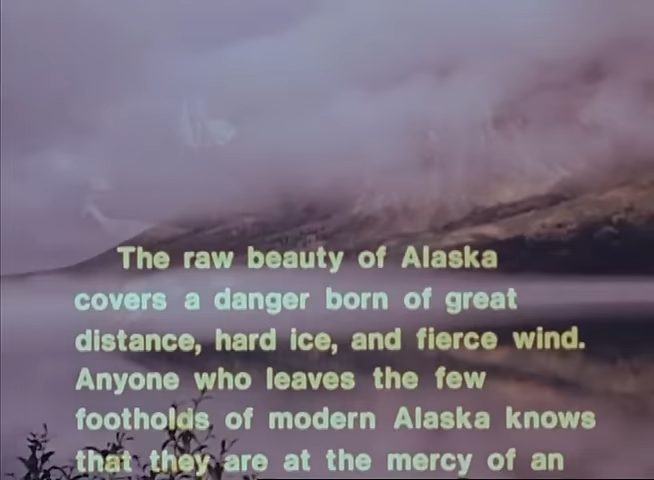 The raw beauty of Alaska
covers a danger born of great
distance, hard ice, and fierce wind.
Anyone who leaves the few
footholds of modern Alaska knows
that they are at the mercy of an